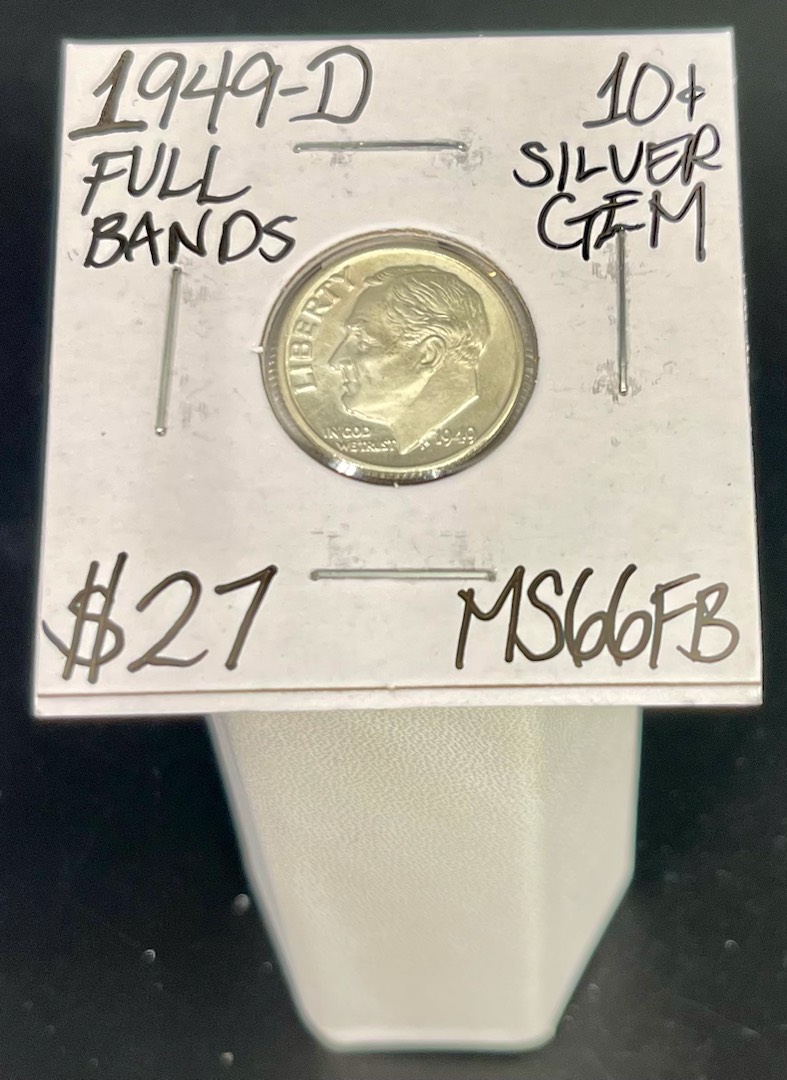 1949-D
FULL
BANDS
10¢
SILVER
GEM
LIBERTY
IN GOD
WE TRUST
1949
$27
MS66FB